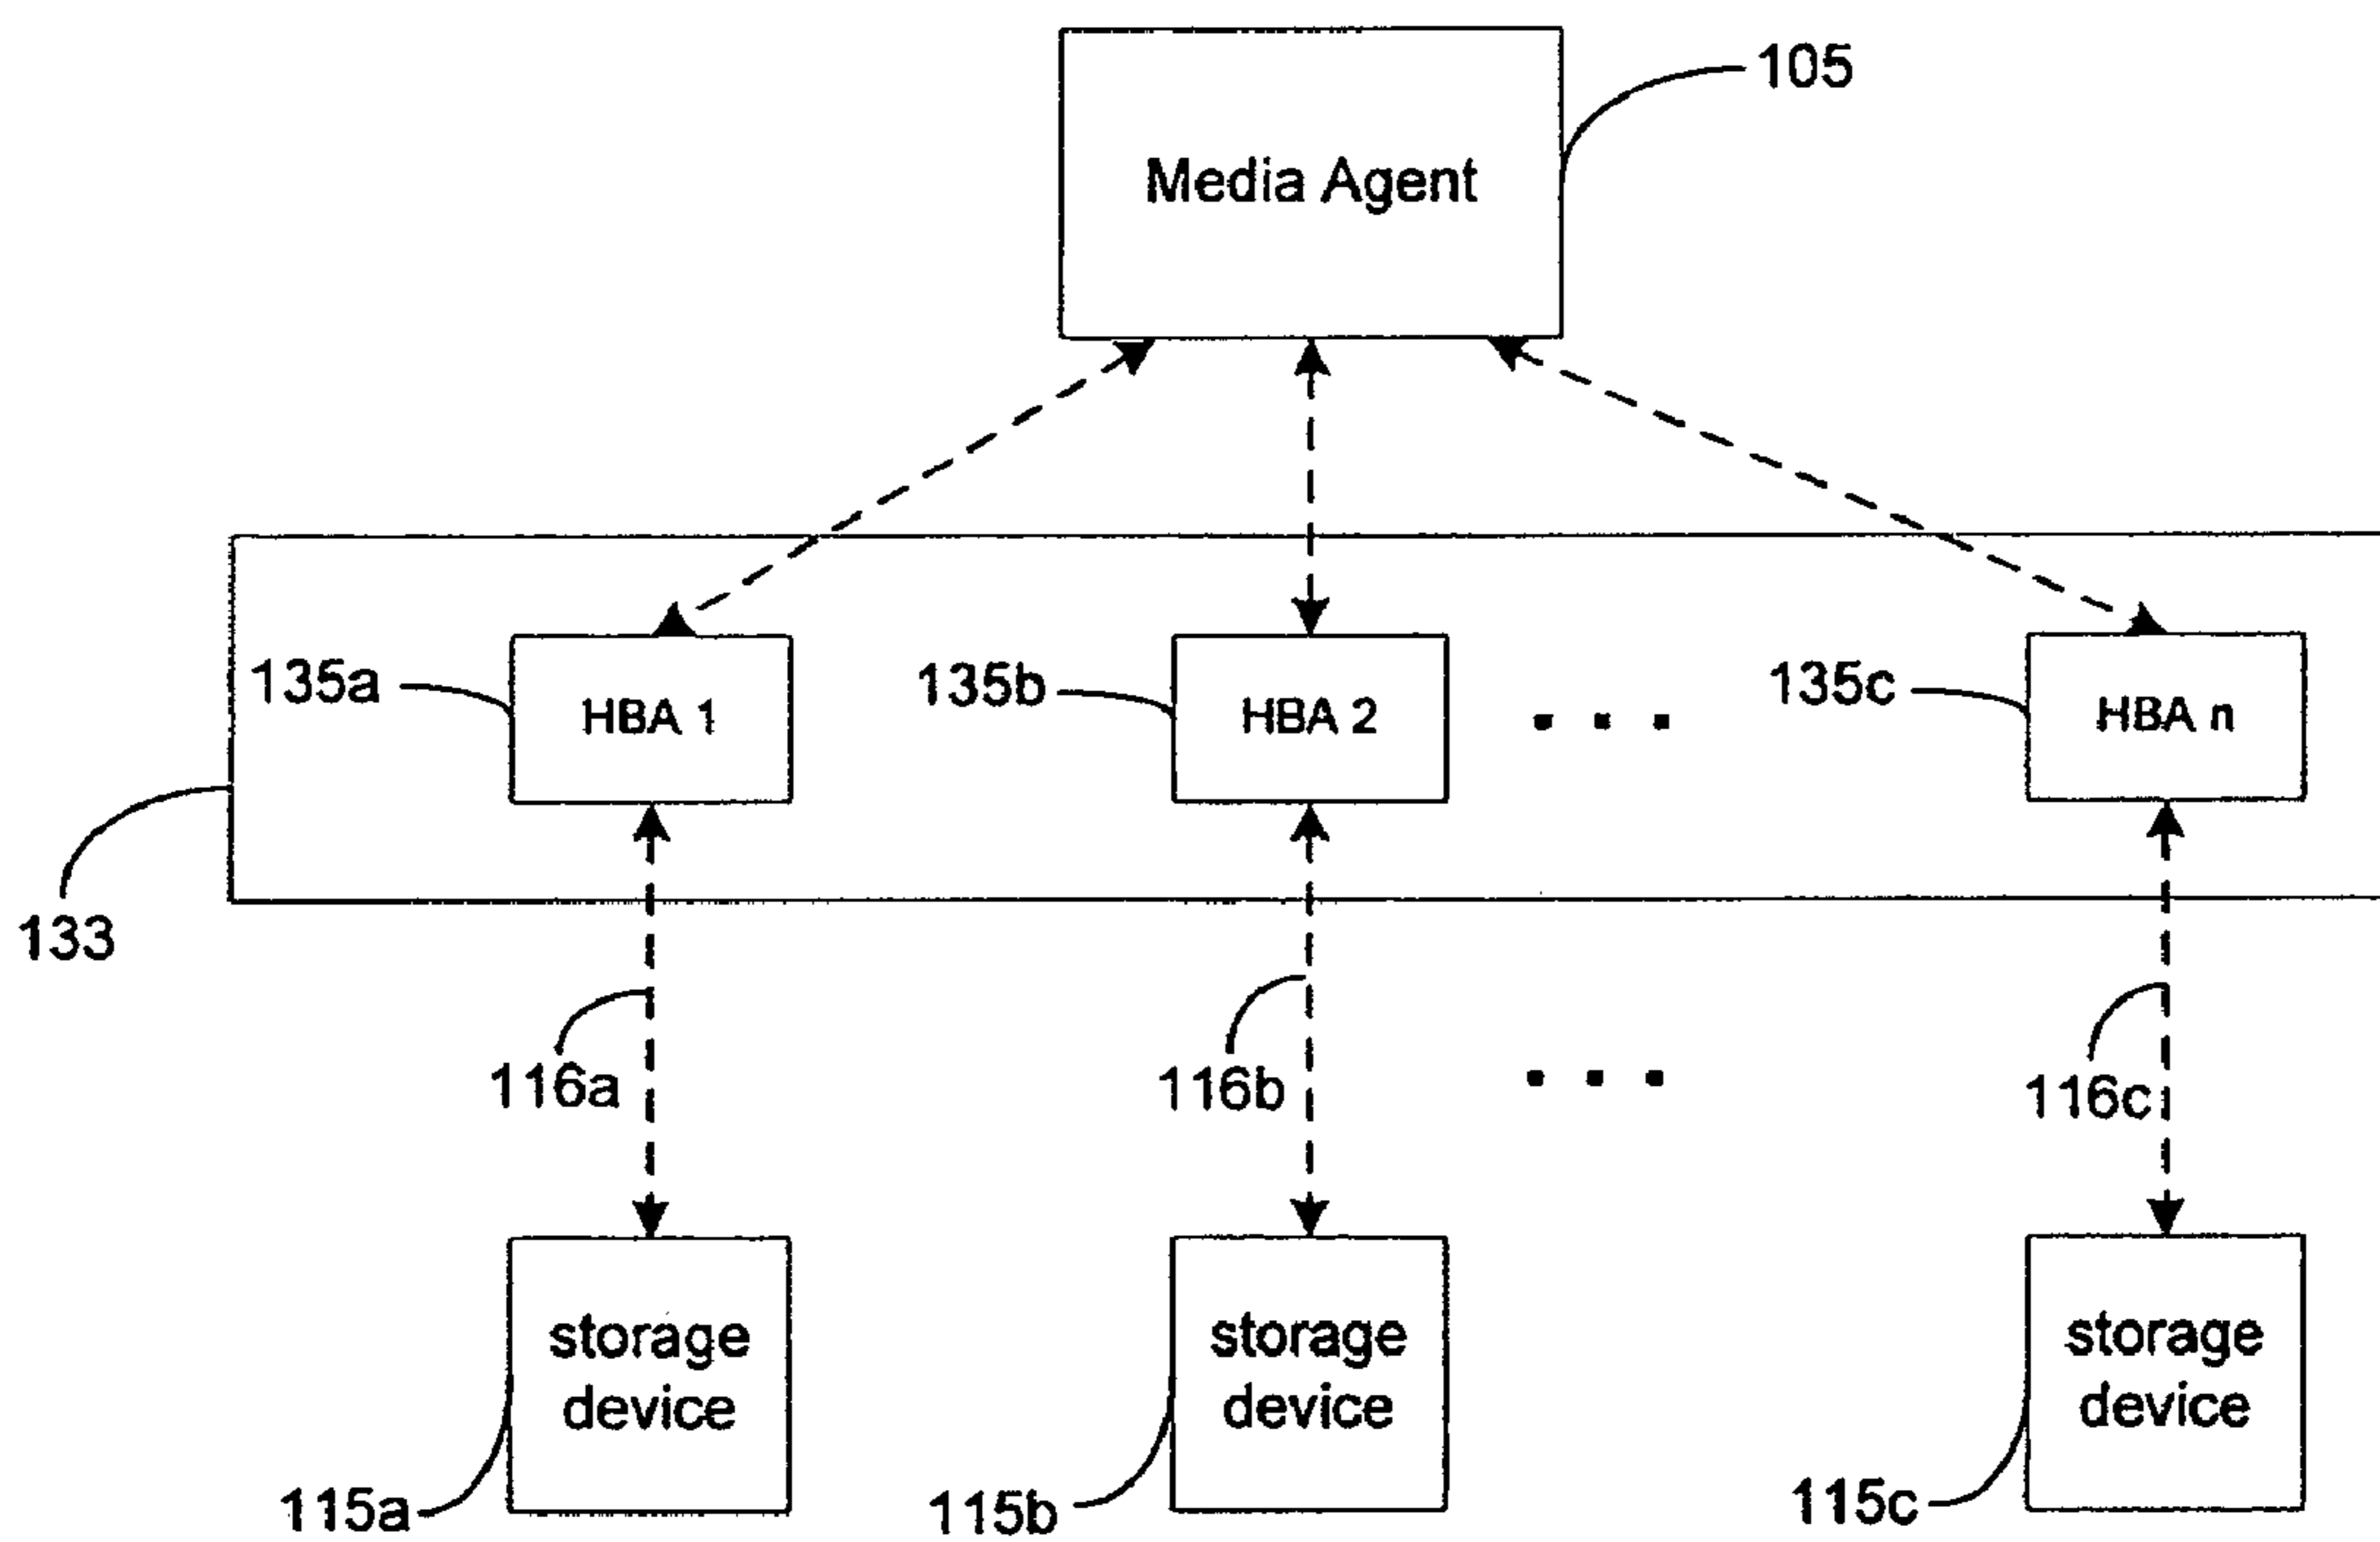 105
Media Agent
135a
HBA 1
135b
HBA 2
. . .
135c
HBA n
133
116a
116b
. . .
116c
storage
device
storage
device
storage
device
115a
115b
115c